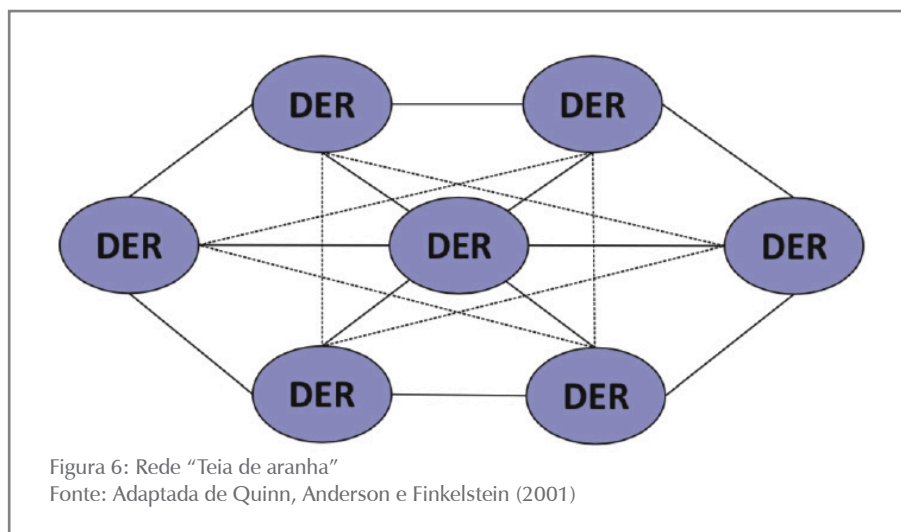 DER
DER
DER
DER
DER
DER
DER
Figura 6: Rede “Teia de aranha”
Fonte: Adaptada de Quinn, Anderson e Finkelstein (2001)